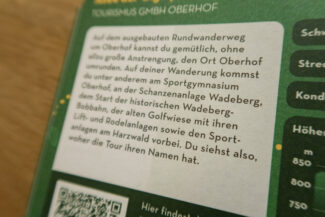 TOURISMUS GMBH OBERHOF
Auf dem ausgebauten Rundwanderweg
um Oberhof kannst du gemütlich, ohne
allzu große Anstrengung, den Ort Oberhof
umrunden. Auf deiner Wanderung kommst
du unter anderem am Sportgymnasium
Oberhof, an der Schanzenanlage Wadeberg,
dem Start der historischen Wadeberg-
Bobbahn, der alten Golfwiese mit ihren
Lift- und Rodelanlagen sowie den Sport-
anlagen am Harzwald vorbei. Du siehst also,
woher die Tour ihren Namen hat.
Hier
Schw
Stre
Kond
Höhe
m
850
800
750